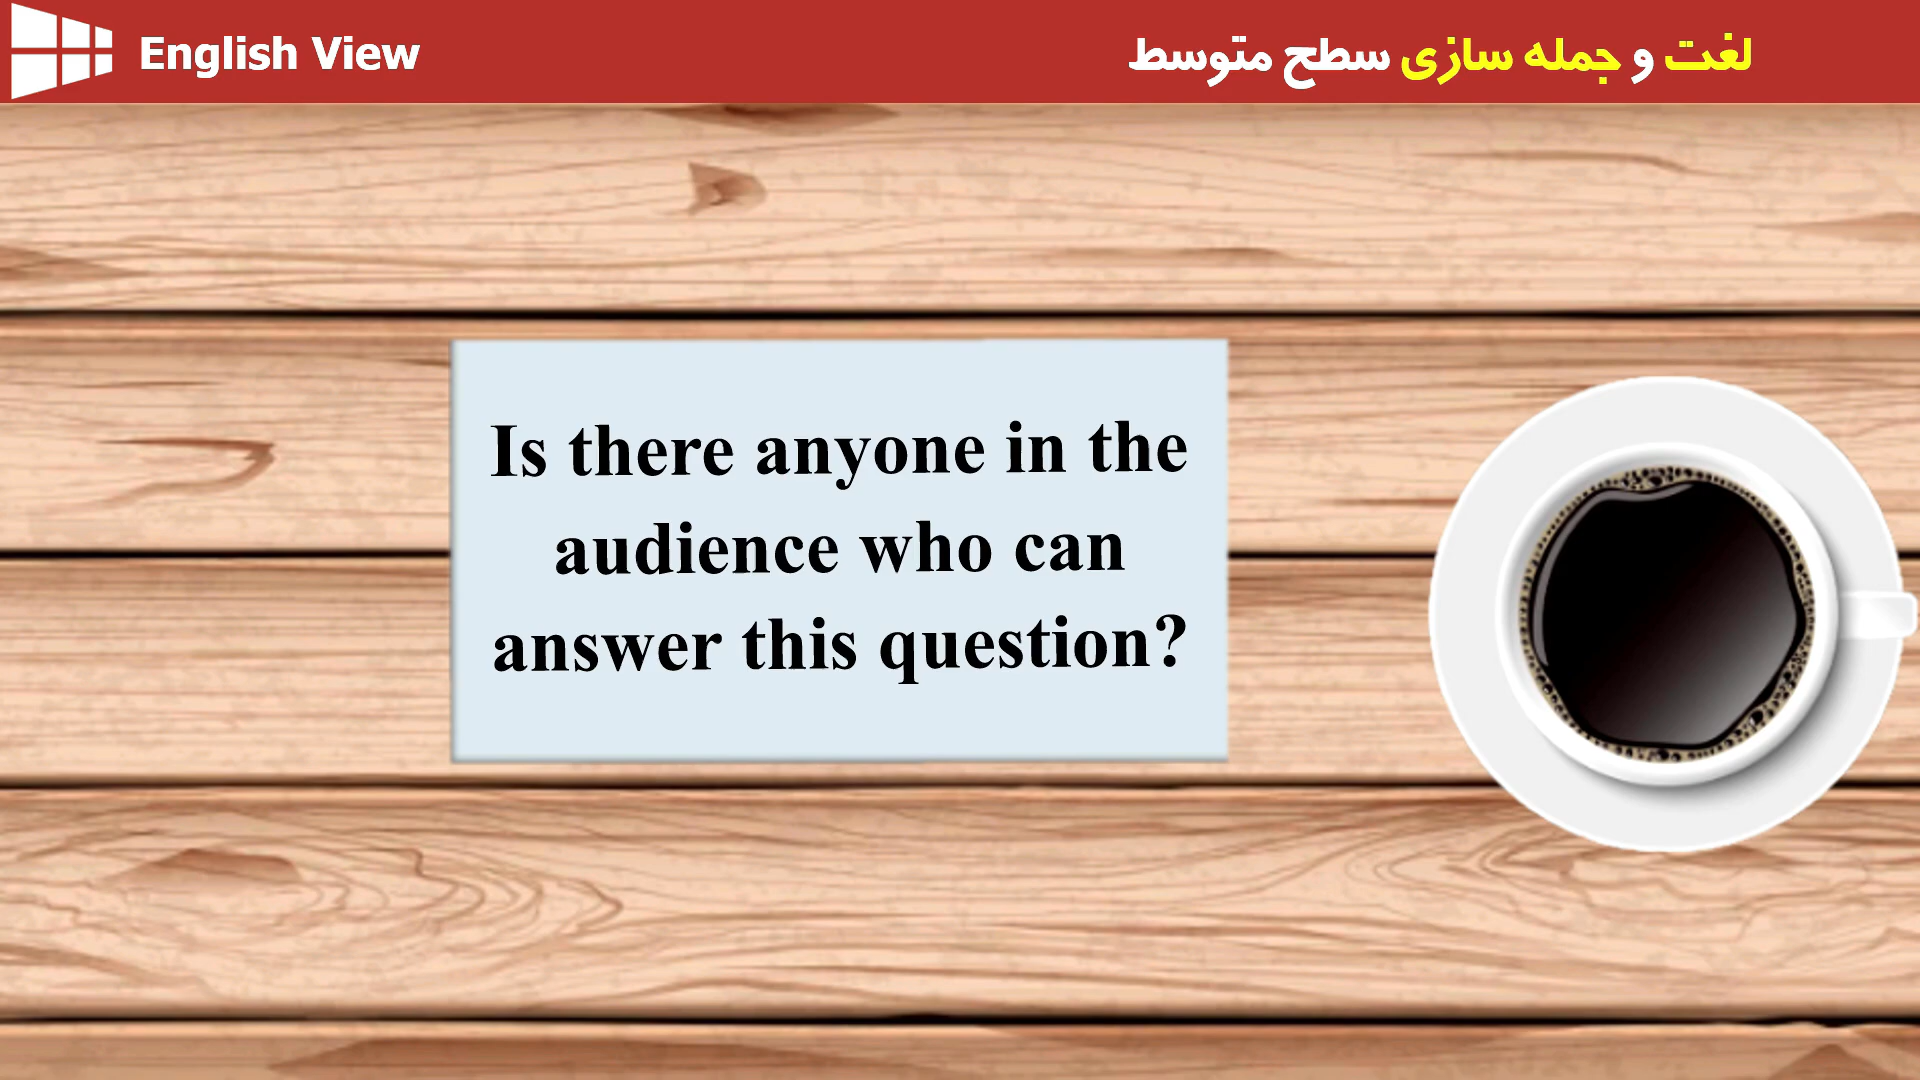 English View
لغت و جمله سازی سطح متوسط
Is there anyone in the
audience who can
answer this question?